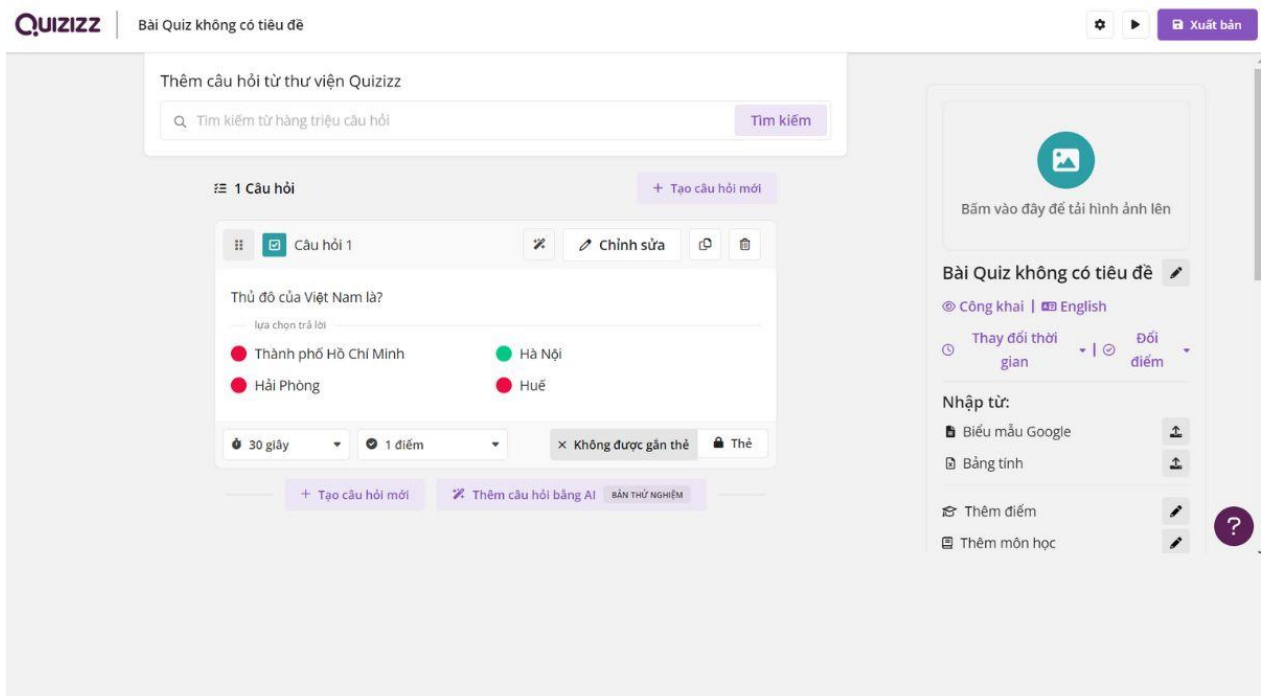 QUIZIZZ
Bài Quiz không có tiêu đề
Xuất bản
Thêm câu hỏi từ thư viện Quizizz
Tìm kiếm từ hàng triệu câu hỏi
Tìm kiếm
1 Câu hỏi
+ Tạo câu hỏi mới
Câu hỏi 1
Chỉnh sửa
Thủ đô của Việt Nam là?
lựa chọn trả lời
Thành phố Hồ Chí Minh
Hà Nội
Hải Phòng
Huế
30 giây
1 điểm
× Không được gắn thẻ
Thẻ
+ Tạo câu hỏi mới
Thêm câu hỏi bằng AI BẢN THỬ NGHIỆM
Bấm vào đây để tải hình ảnh lên
Bài Quiz không có tiêu đề
Công khai | English
Thay đổi thời gian | Đổi điểm
Nhập từ:
Biểu mẫu Google
Bảng tính
Thêm điểm
Thêm môn học
?